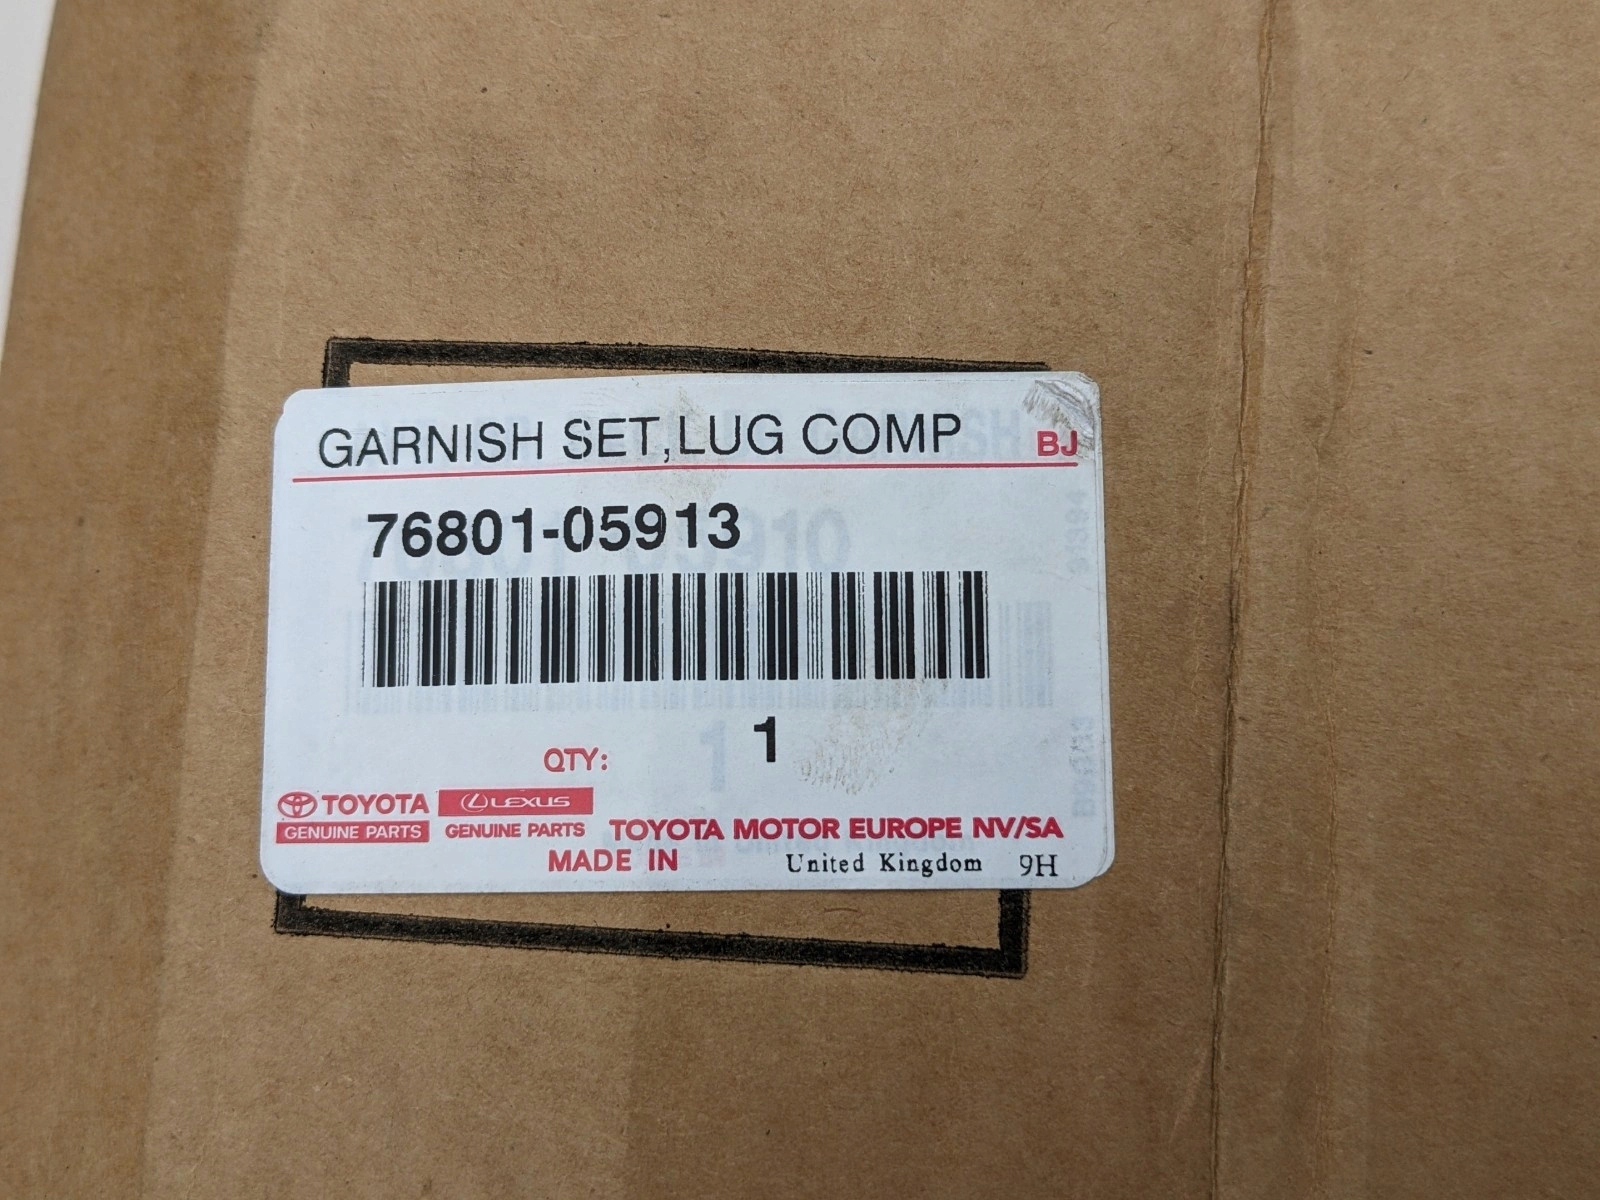 GARNISH SET,LUG COMP BJ
76801-05913
QTY: 1
TOYOTA LEXUS
GENUINE PARTS GENUINE PARTS TOYOTA MOTOR EUROPE NV/SA
MADE IN United Kingdom 9H